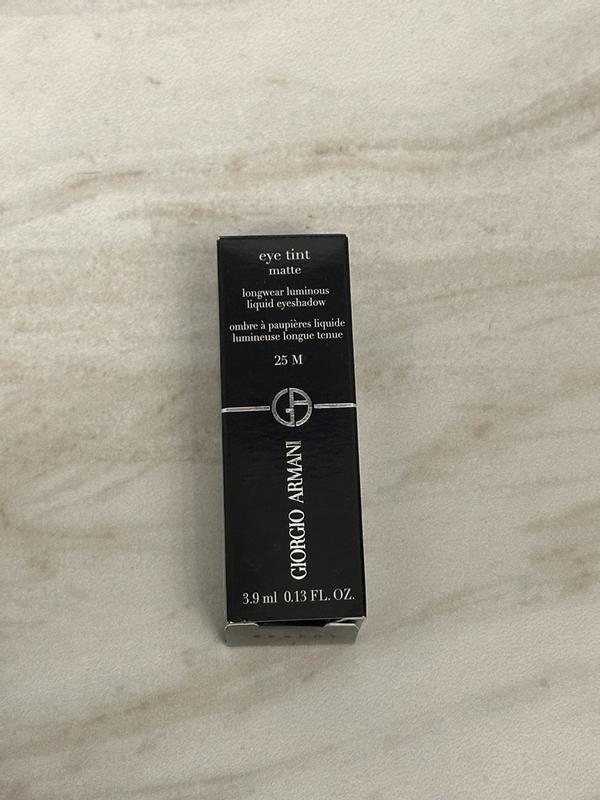 eye tint
matte
longwear luminous
liquid eyeshadow
ombre à paupières liquide
lumineuse longue tenue
25 M
GA
GIORGIO ARMANI
3.9 ml 0.13 FL. OZ.